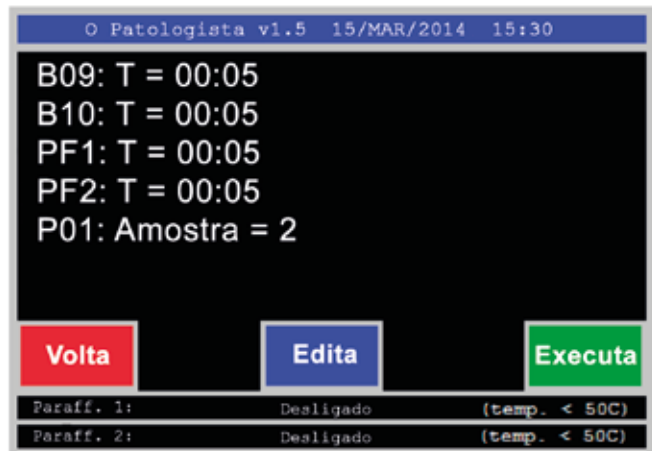 O Patologista v1.5 15/MAR/2014 15:30
B09: T = 00:05
B10: T = 00:05
PF1: T = 00:05
PF2: T = 00:05
P01: Amostra = 2
Volta Edita Executa
Paraff. 1: Desligado (temp. < 50C)
Paraff. 2: Desligado (temp. < 50C)